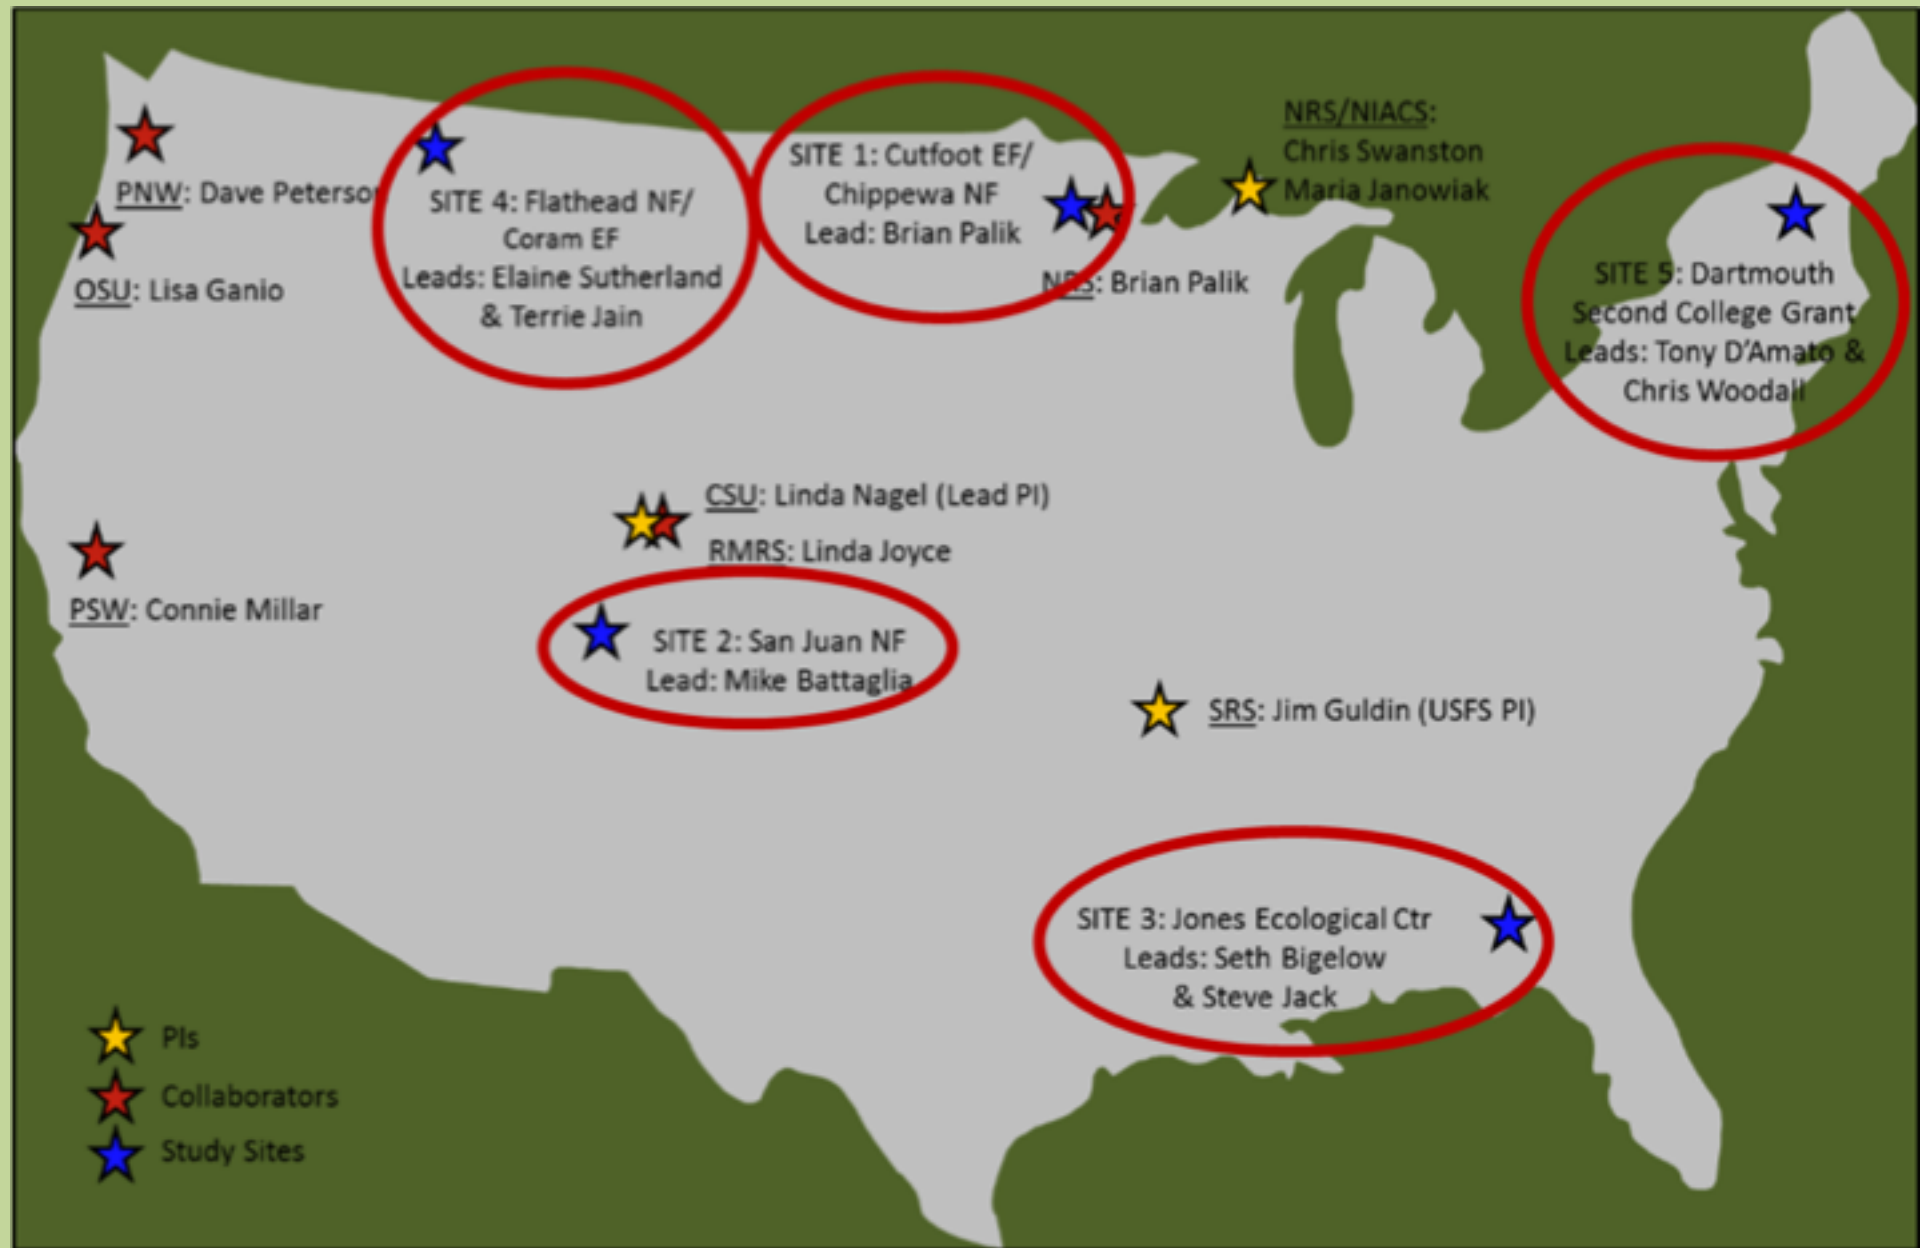 PNW: Dave Peterson
OSU: Lisa Ganio
SITE 4: Flathead NF/
Coram EF
Leads: Elaine Sutherland
& Terrie Jain
SITE 1: Cutfoot EF/
Chippewa NF
Lead: Brian Palik
NRS: Brian Palik
NRS/NIACS:
Chris Swanston
Maria Janowiak
SITE 5: Dartmouth
Second College Grant
Leads: Tony D'Amato &
Chris Woodall
CSU: Linda Nagel (Lead PI)
RMRS: Linda Joyce
PSW: Connie Millar
SITE 2: San Juan NF
Lead: Mike Battaglia
SRS: Jim Guldin (USFS PI)
SITE 3: Jones Ecological Ctr
Leads: Seth Bigelow
& Steve Jack
PIs
Collaborators
Study Sites